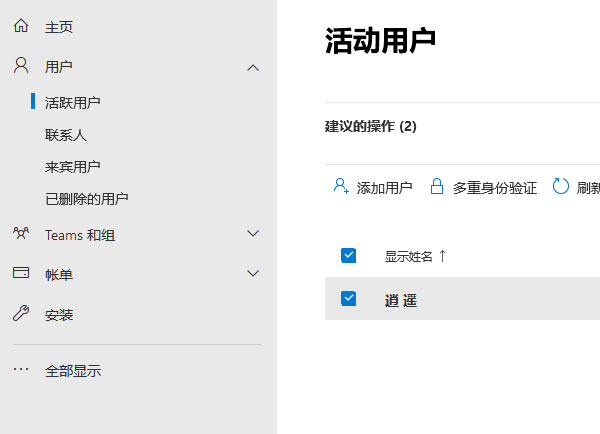 主页
用户
活跃用户
联系人
来宾用户
已删除的用户
Teams 和组
帐单
安装
全部显示
活动用户
建议的操作 (2)
添加用户 多重身份验证 刷新
显示姓名 ↑
逍 遥